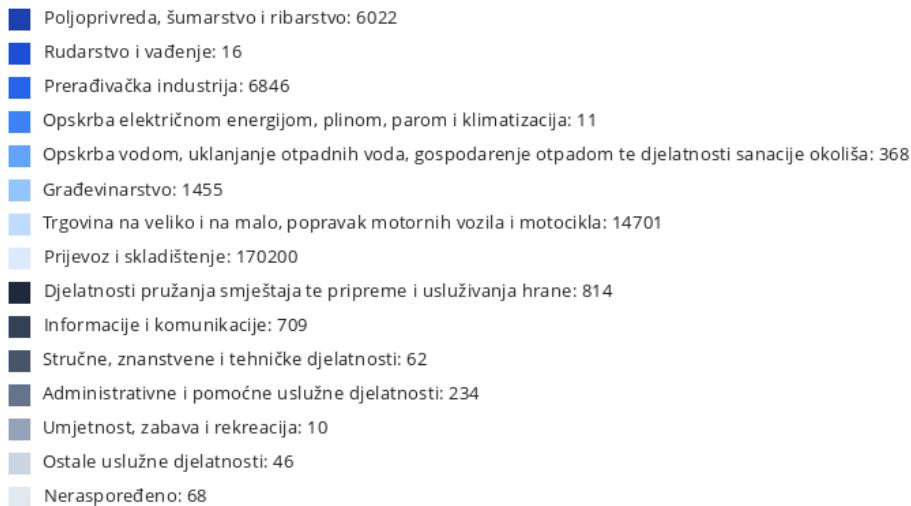 Poljoprivreda, šumarstvo i ribarstvo: 6022
Rudarstvo i vađenje: 16
Prerađivačka industrija: 6846
Opskrba električnom energijom, plinom, parom i klimatizacija: 11
Opskrba vodom, uklanjanje otpadnih voda, gospodarenje otpadom te djelatnosti sanacije okoliša: 368
Građevinarstvo: 1455
Trgovina na veliko i na malo, popravak motornih vozila i motocikla: 14701
Prijevoz i skladištenje: 170200
Djelatnosti pružanja smještaja te pripreme i usluživanja hrane: 814
Informacije i komunikacije: 709
Stručne, znanstvene i tehničke djelatnosti: 62
Administrativne i pomoćne uslužne djelatnosti: 234
Umjetnost, zabava i rekreacija: 10
Ostale uslužne djelatnosti: 46
Neraspoređeno: 68